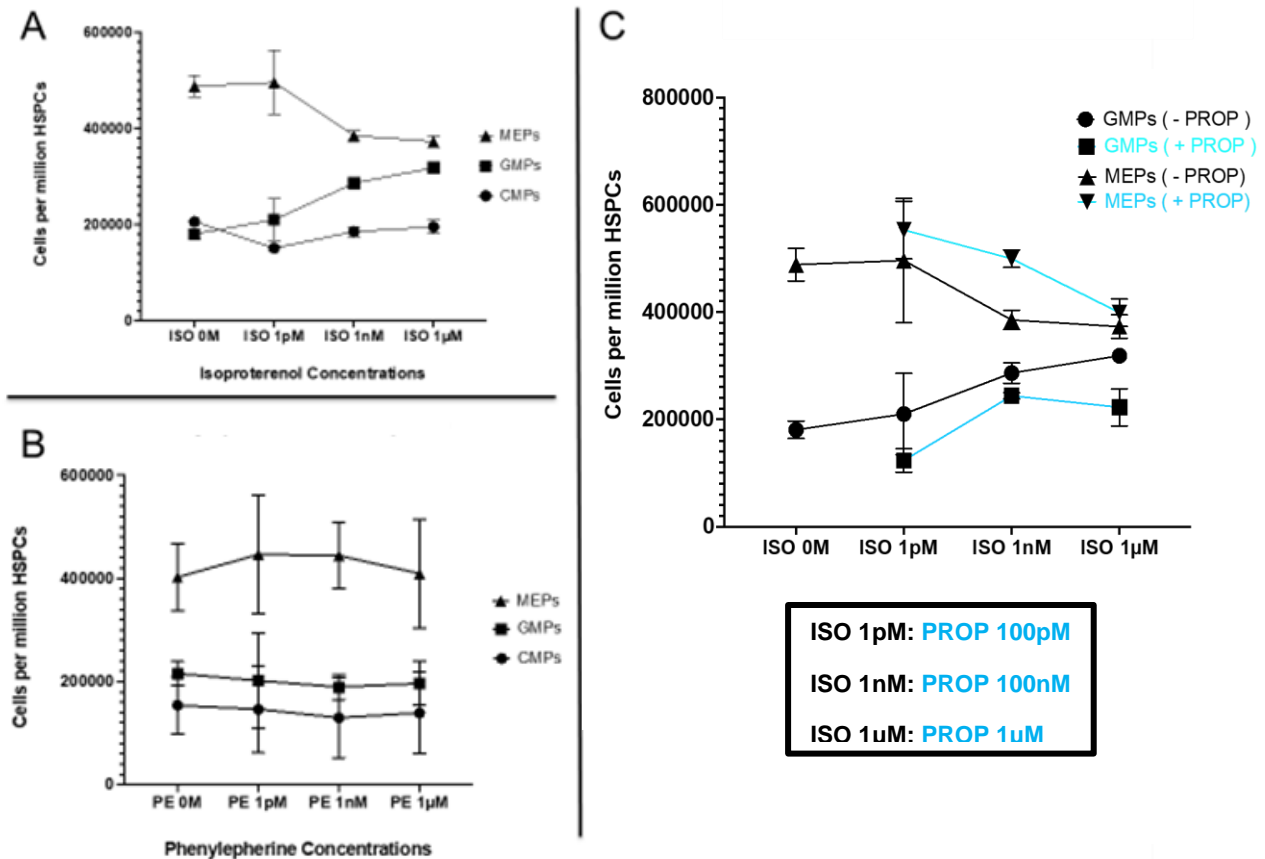 A
600000
400000
200000
0
Cells per million HSPCs
ISO 0M ISO 1pM ISO 1nM ISO 1µM
Isoproterenol Concentrations
MEPs
GMPs
CMPs
B
600000
400000
200000
0
Cells per million HSPCs
PE 0M PE 1pM PE 1nM PE 1µM
Phenylepherine Concentrations
MEPs
GMPs
CMPs
C
800000
600000
400000
200000
0
Cells per million HSPCs
ISO 0M ISO 1pM ISO 1nM ISO 1µM
GMPs ( - PROP )
GMPs ( + PROP )
MEPs ( - PROP)
MEPs ( + PROP)
ISO 1pM: PROP 100pM
ISO 1nM: PROP 100nM
ISO 1uM: PROP 1uM